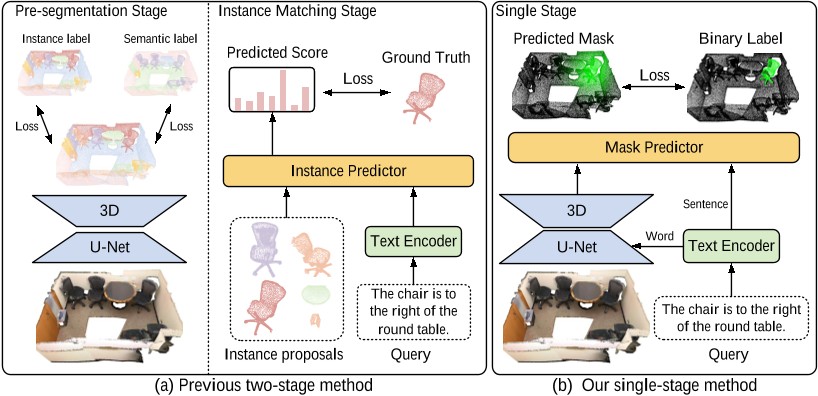 Pre-segmentation Stage
Instance label
Semantic label
Loss
Loss
3D
U-Net
Instance Matching Stage
Predicted Score
Ground Truth
Loss
Instance Predictor
Text Encoder
The chair is to
the right of the
round table.
Instance proposals
Query
(a) Previous two-stage method
Single Stage
Predicted Mask
Binary Label
Loss
Mask Predictor
3D
U-Net
Sentence
Word
Text Encoder
The chair is to the right
of the round table.
Query
(b) Our single-stage method